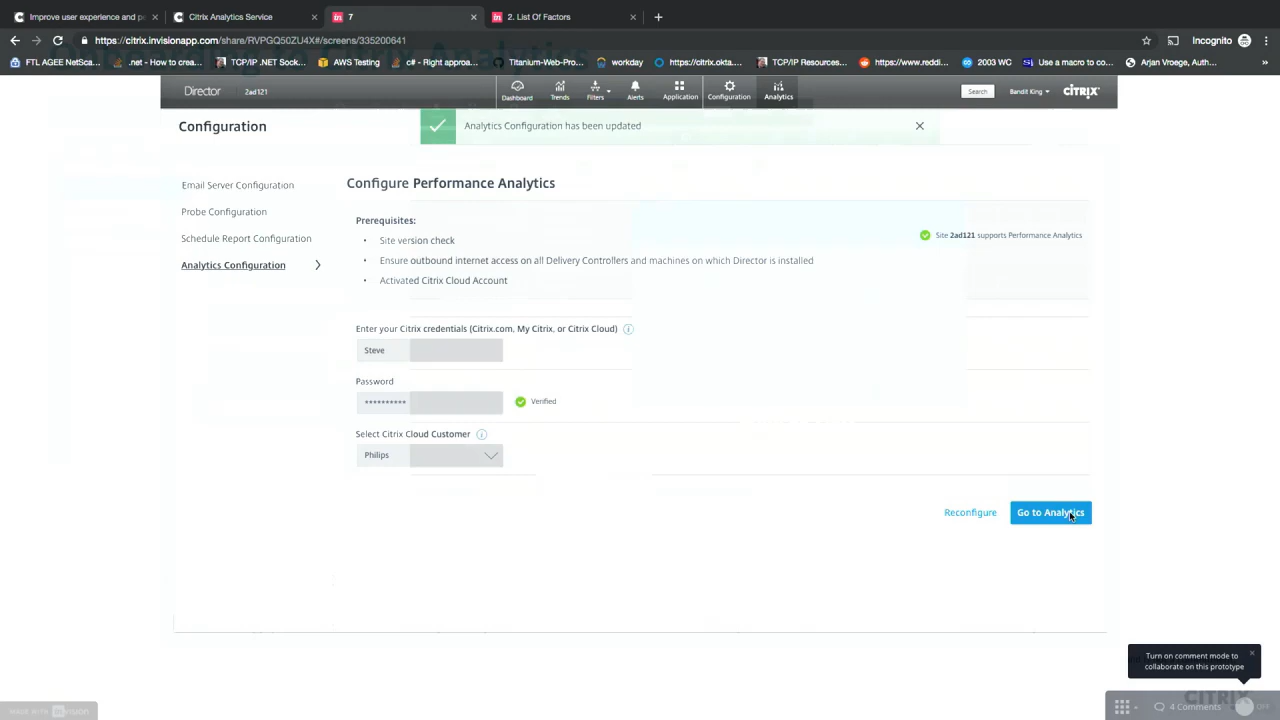 Improve user experience and p
Citrix Analytics Service
7
2. List Of Factors
https://citrix.invisionapp.com/share/RVPGQ50ZU4X#/screens/335200641
Incognito
FTL AGEE NetSca...
.net - How to crea...
TCP/IP .NET Sock...
AWS Testing
c# - Right approa...
Titanium-Web-Pro...
workday
https://citrix.okta....
TCP/IP Resources...
https://www.reddi...
2003 WC
Use a macro to co...
Arjan Vroege, Auth...
Director
2ad121
Dashboard
Trends
Filters
Alerts
Application
Configuration
Analytics
Search
Bandit King
CITRIX
Configuration
Analytics Configuration has been updated
Email Server Configuration
Probe Configuration
Schedule Report Configuration
Analytics Configuration
Configure Performance Analytics
Prerequisites:
• Site version check
Site 2ad121 supports Performance Analytics
• Ensure outbound internet access on all Delivery Controllers and machines on which Director is installed
• Activated Citrix Cloud Account
Enter your Citrix credentials (Citrix.com, My Citrix, or Citrix Cloud)
Steve
Password
**********
Verified
Select Citrix Cloud Customer
Philips
Reconfigure
Go to Analytics
Turn on comment mode to
collaborate on this prototype
CITRIX
4 Comments
OFF
MADE WITH invision